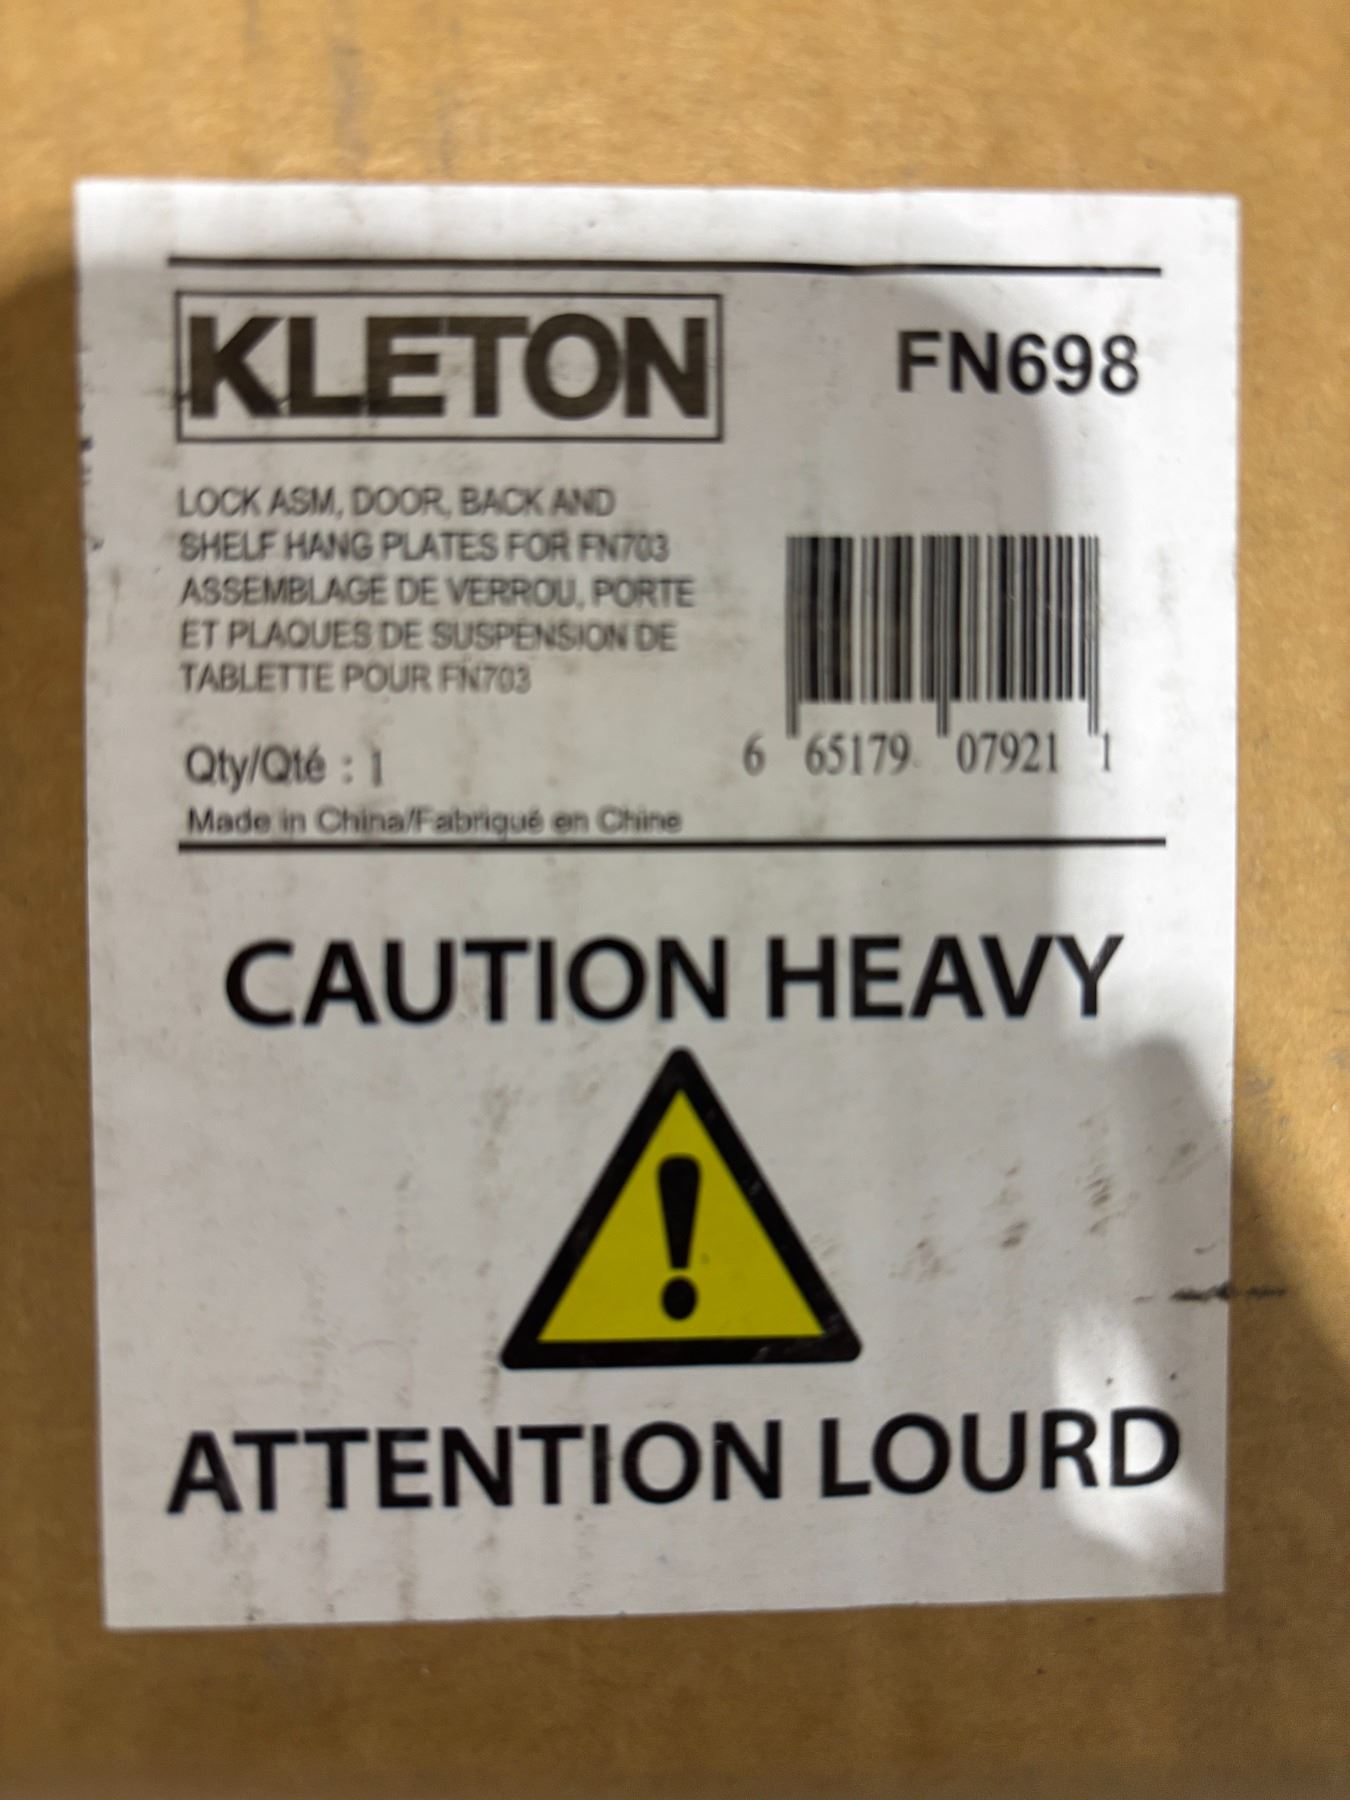 KLETON
FN698
LOCK ASM, DOOR, BACK AND
SHELF HANG PLATES FOR FN703
ASSEMBLAGE DE VERROU, PORTE
ET PLAQUES DE SUSPENSION DE
TABLETTE POUR FN703
Qty/Qté : 1
Made in China/Fabriqué en Chine
6 65179 07921 1
CAUTION HEAVY
!
ATTENTION LOURD